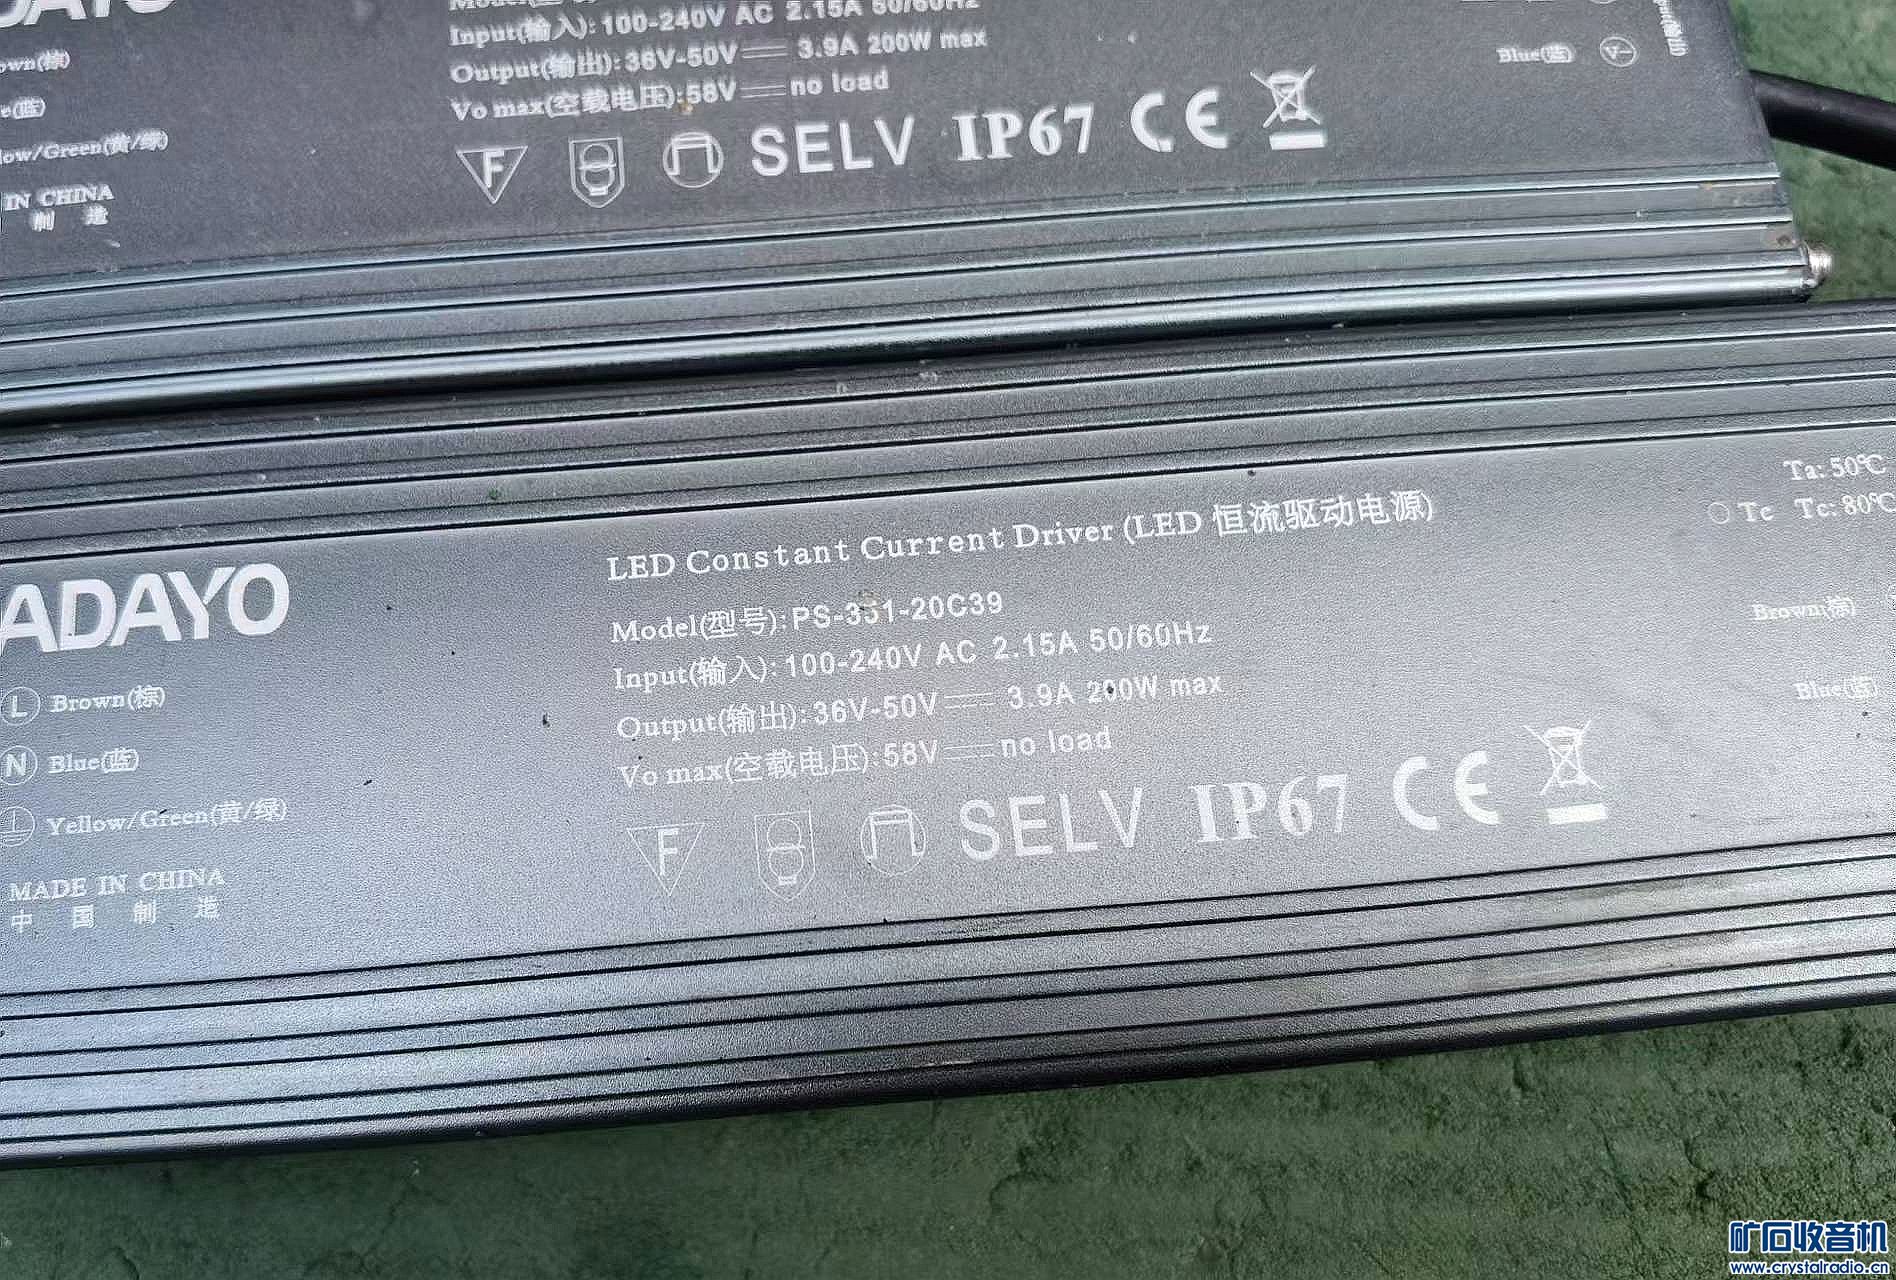 Input(输入):100-240V AC 2.15A 50/60Hz
Output(输出):36V-50V 3.9A 200W max
Vo max(空载电压):58V no load
F SELV IP67 CE
Blue(蓝) V-
(棕)
(蓝)
/Green(黄/绿)
IN CHINA
制 造
LED Constant Current Driver (LED 恒流驱动电源)
Ta: 50℃
Tc Tc: 80℃
ADAYO
Model(型号):PS-331-20C39
Input(输入):100-240V AC 2.15A 50/60Hz
Output(输出):36V-50V 3.9A 200W max
Vo max(空载电压):58V no load
F SELV IP67 CE
L Brown(棕)
N Blue(蓝)
Yellow/Green(黄/绿)
MADE IN CHINA
中 国 制 造
Brown(棕)
Blue(蓝)
矿石收音机
www.crystalradio.cn